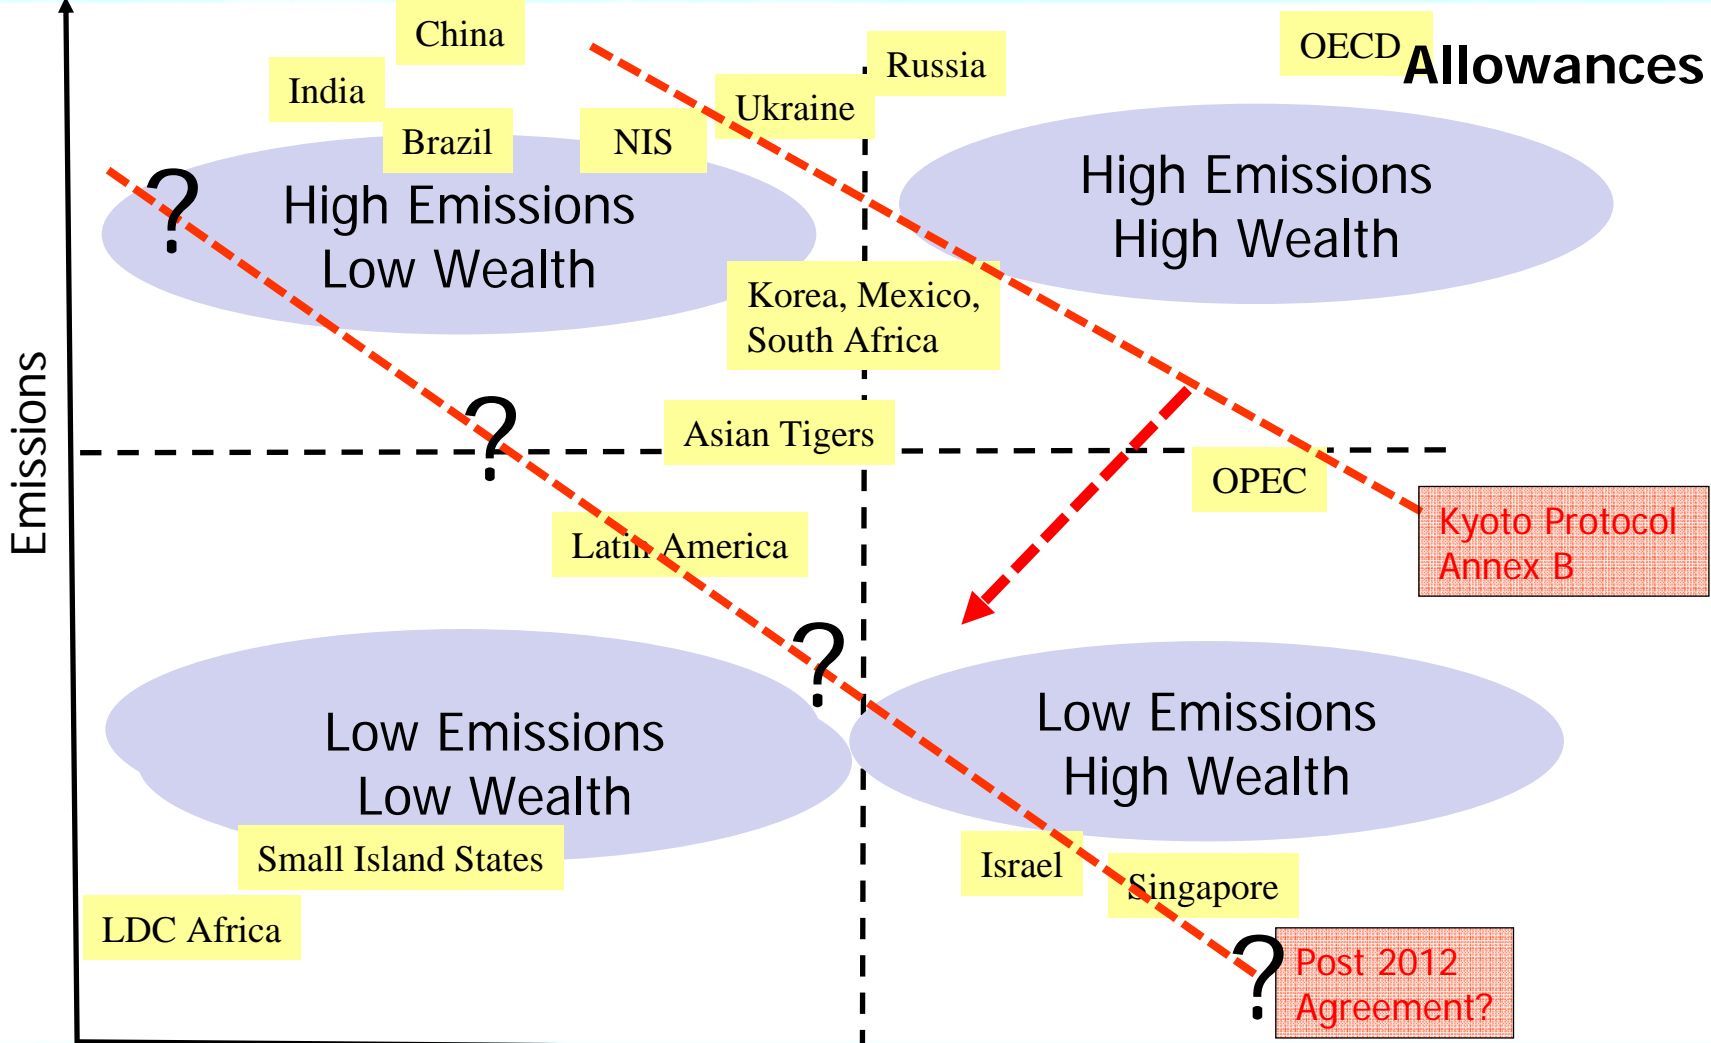 China
OECD
Allowances
Russia
India
Ukraine
Brazil
NIS
High Emissions
Low Wealth
High Emissions
High Wealth
Korea, Mexico,
South Africa
?
?
Asian Tigers
OPEC
Emissions
Kyoto Protocol
Annex B
Latin America
?
Low Emissions
Low Wealth
Low Emissions
High Wealth
Small Island States
Israel
Singapore
LDC Africa
?
Post 2012
Agreement?